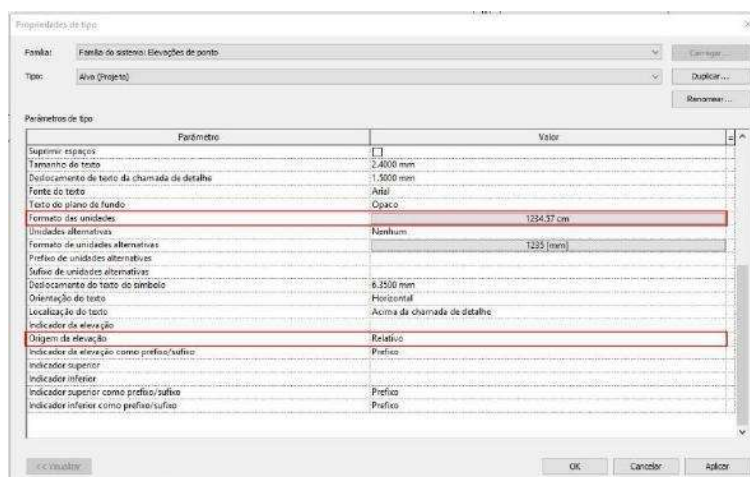 Propriedades de tipo
Família: Família do sistema: Elevações de ponto Carregar...
Tipo: Alvo (Projeto) Duplicar...
Renomear...
Parâmetros de tipo
Parâmetro Valor =
Suprimir espaços
Tamanho do texto 2.4000 mm
Deslocamento de texto da chamada de detalhe 1.5000 mm
Fonte do texto Arial
Texto do plano de fundo Opaco
Formato das unidades 1234.57 cm
Unidades alternativas Nenhum
Formato de unidades alternativas 1235 [mm]
Prefixo de unidades alternativas
Sufixo de unidades alternativas
Deslocamento do texto do símbolo 6.3500 mm
Orientação do texto Horizontal
Localização do texto Acima da chamada de detalhe
Indicador da elevação
Origem da elevação Relativo
Indicador da elevação como prefixo/sufixo Prefixo
Indicador superior
Indicador inferior
Indicador superior como prefixo/sufixo Prefixo
Indicador inferior como prefixo/sufixo Prefixo
<< Visualizar OK Cancelar Aplicar